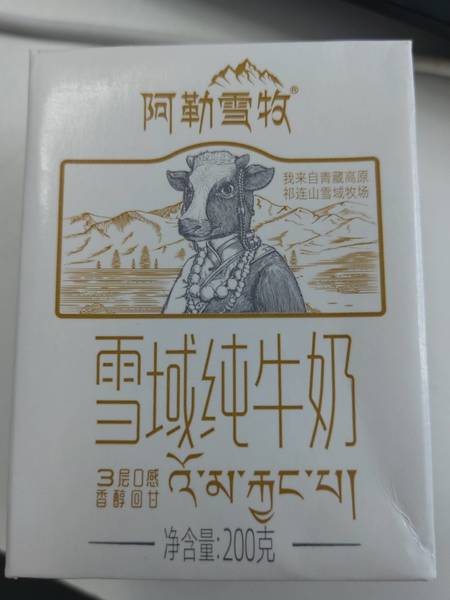 阿勒雪牧®
我来自青藏高原
祁连山雪域牧场
雪域纯牛奶
3层口感
香醇回甘
འོ་མ་ཀྱང་པ།
净含量:200克